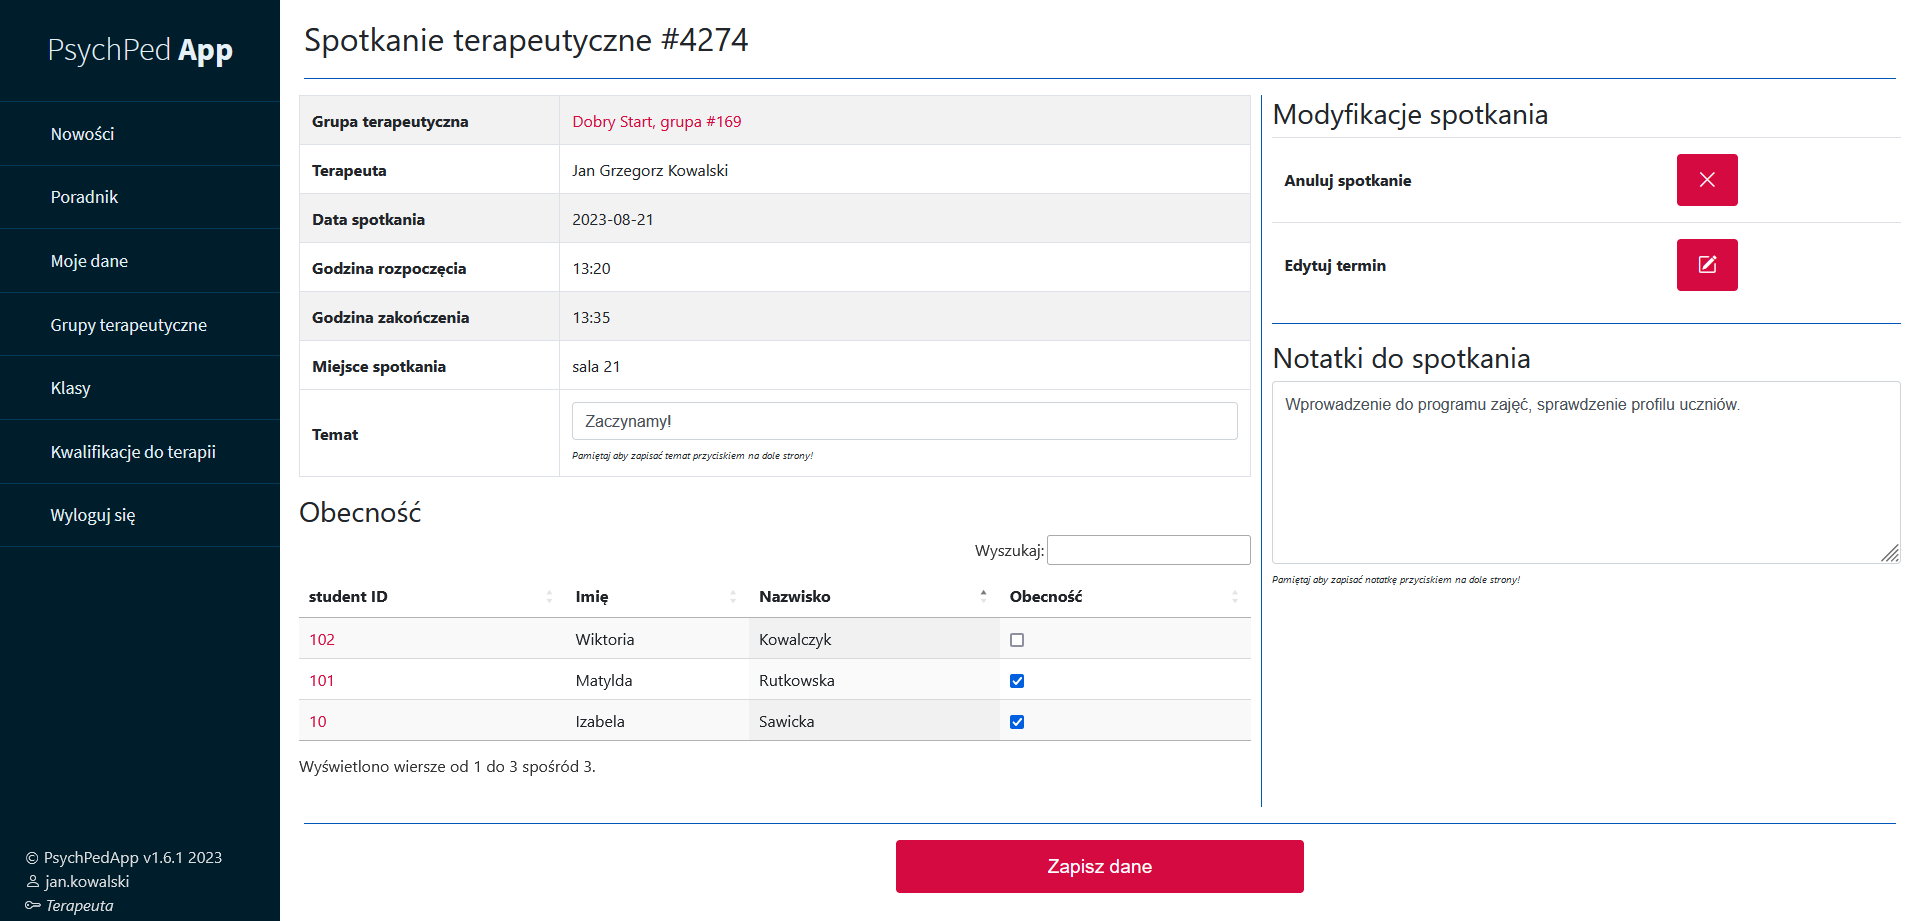 PsychPed App
Nowości
Poradnik
Moje dane
Grupy terapeutyczne
Klasy
Kwalifikacje do terapii
Wyloguj się
© PsychPedApp v1.6.1 2023
jan.kowalski
Terapeuta
Spotkanie terapeutyczne #4274
Grupa terapeutyczna Dobry Start, grupa #169
Terapeuta Jan Grzegorz Kowalski
Data spotkania 2023-08-21
Godzina rozpoczęcia 13:20
Godzina zakończenia 13:35
Miejsce spotkania sala 21
Temat Zaczynamy!
Pamiętaj aby zapisać temat przyciskiem na dole strony!
Obecność
Wyszukaj:
student ID Imię Nazwisko Obecność
102 Wiktoria Kowalczyk
101 Matylda Rutkowska
10 Izabela Sawicka
Wyświetlono wiersze od 1 do 3 spośród 3.
Modyfikacje spotkania
Anuluj spotkanie
Edytuj termin
Notatki do spotkania
Wprowadzenie do programu zajęć, sprawdzenie profilu uczniów.
Pamiętaj aby zapisać notatkę przyciskiem na dole strony!
Zapisz dane